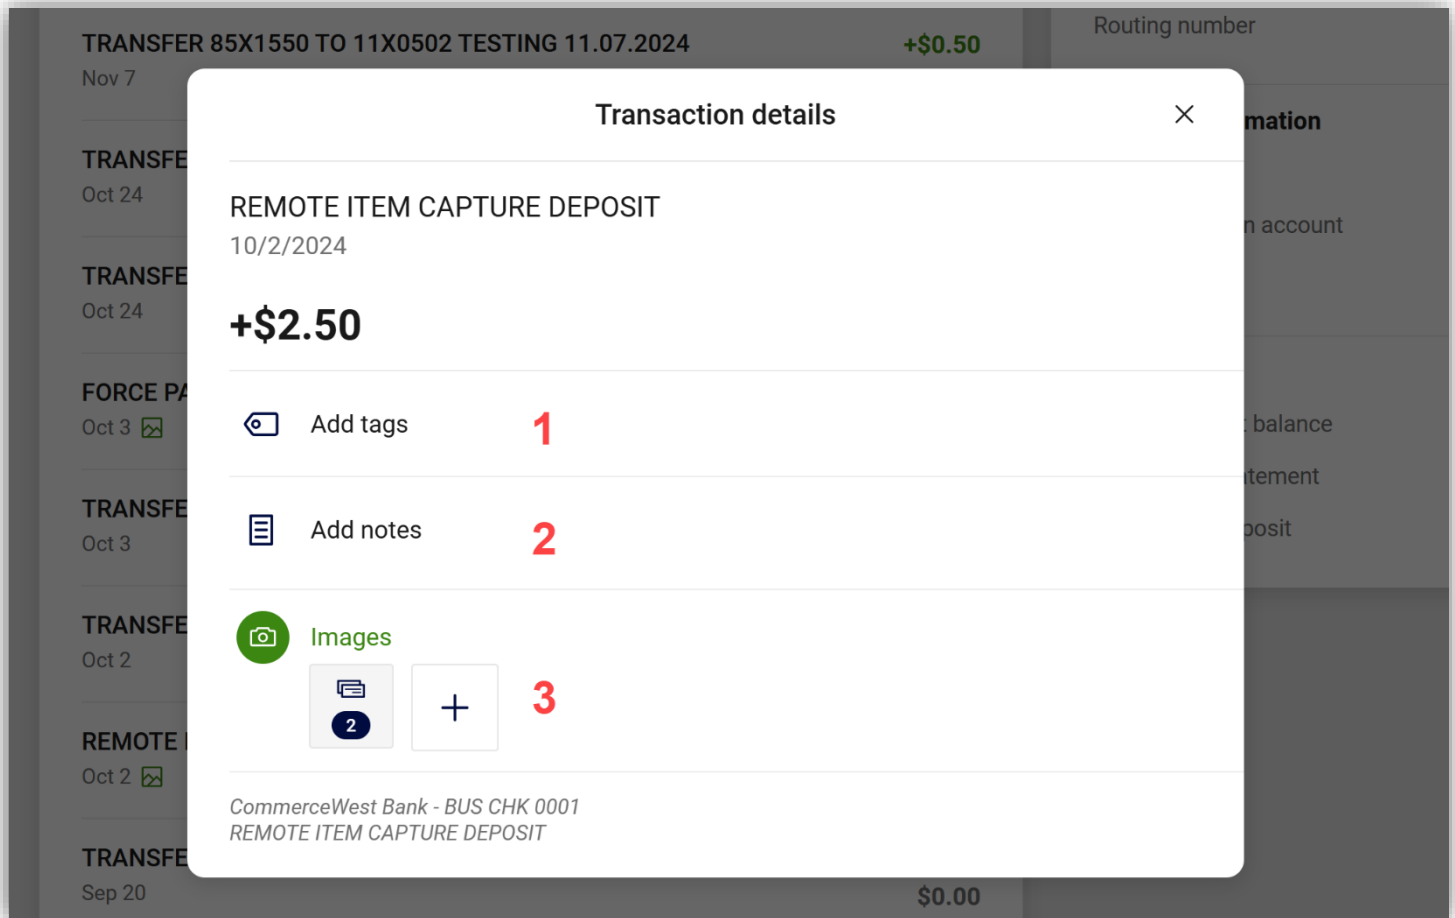 TRANSFER 85X1550 TO 11X0502 TESTING 11.07.2024
+$0.50
Nov 7
Routing number
Transaction details
mation
TRANSFE
Oct 24
REMOTE ITEM CAPTURE DEPOSIT
10/2/2024
n account
TRANSFE
Oct 24
+$2.50
FORCE PA
Oct 3
Add tags
1
balance
tement
TRANSFE
Oct 3
Add notes
2
posit
TRANSFE
Oct 2
Images
2
3
REMOTE I
Oct 2
CommerceWest Bank - BUS CHK 0001
REMOTE ITEM CAPTURE DEPOSIT
TRANSFE
Sep 20
$0.00